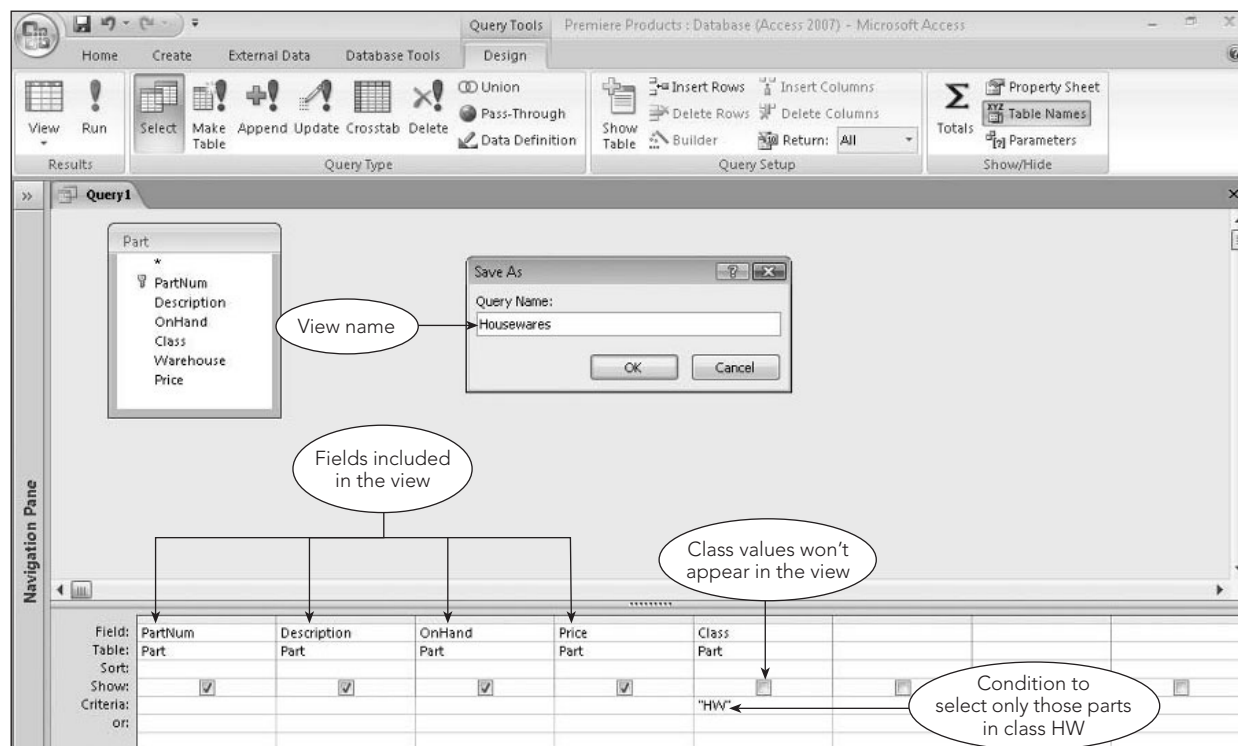 Query Tools Premiere Products : Database (Access 2007) - Microsoft Access
Home Create External Data Database Tools Design
View
Run
Select
Make Table
Append
Update
Crosstab
Delete
Union
Pass-Through
Data Definition
Show Table
Insert Rows
Delete Rows
Builder
Insert Columns
Delete Columns
Return: All
Totals
Property Sheet
Table Names
Parameters
Results Query Type Query Setup Show/Hide
Query1
Part
*
PartNum
Description
OnHand
Class
Warehouse
Price
View name
Save As
Query Name:
Housewares
OK Cancel
Fields included
in the view
Class values won't
appear in the view
Navigation Pane
Field: PartNum Description OnHand Price Class
Table: Part Part Part Part Part
Sort:
Show:
Criteria: "HW"
or:
Condition to
select only those parts
in class HW